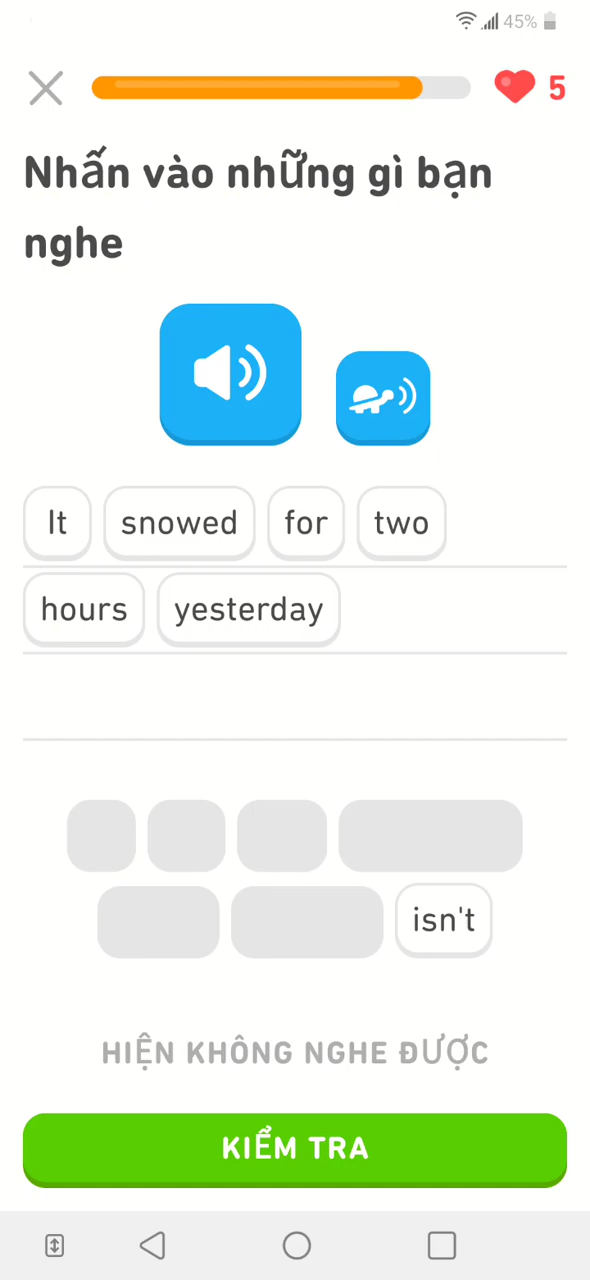 45%
5
Nhấn vào những gì bạn
nghe
It snowed for two
hours yesterday
isn't
HIỆN KHÔNG NGHE ĐƯỢC
KIỂM TRA